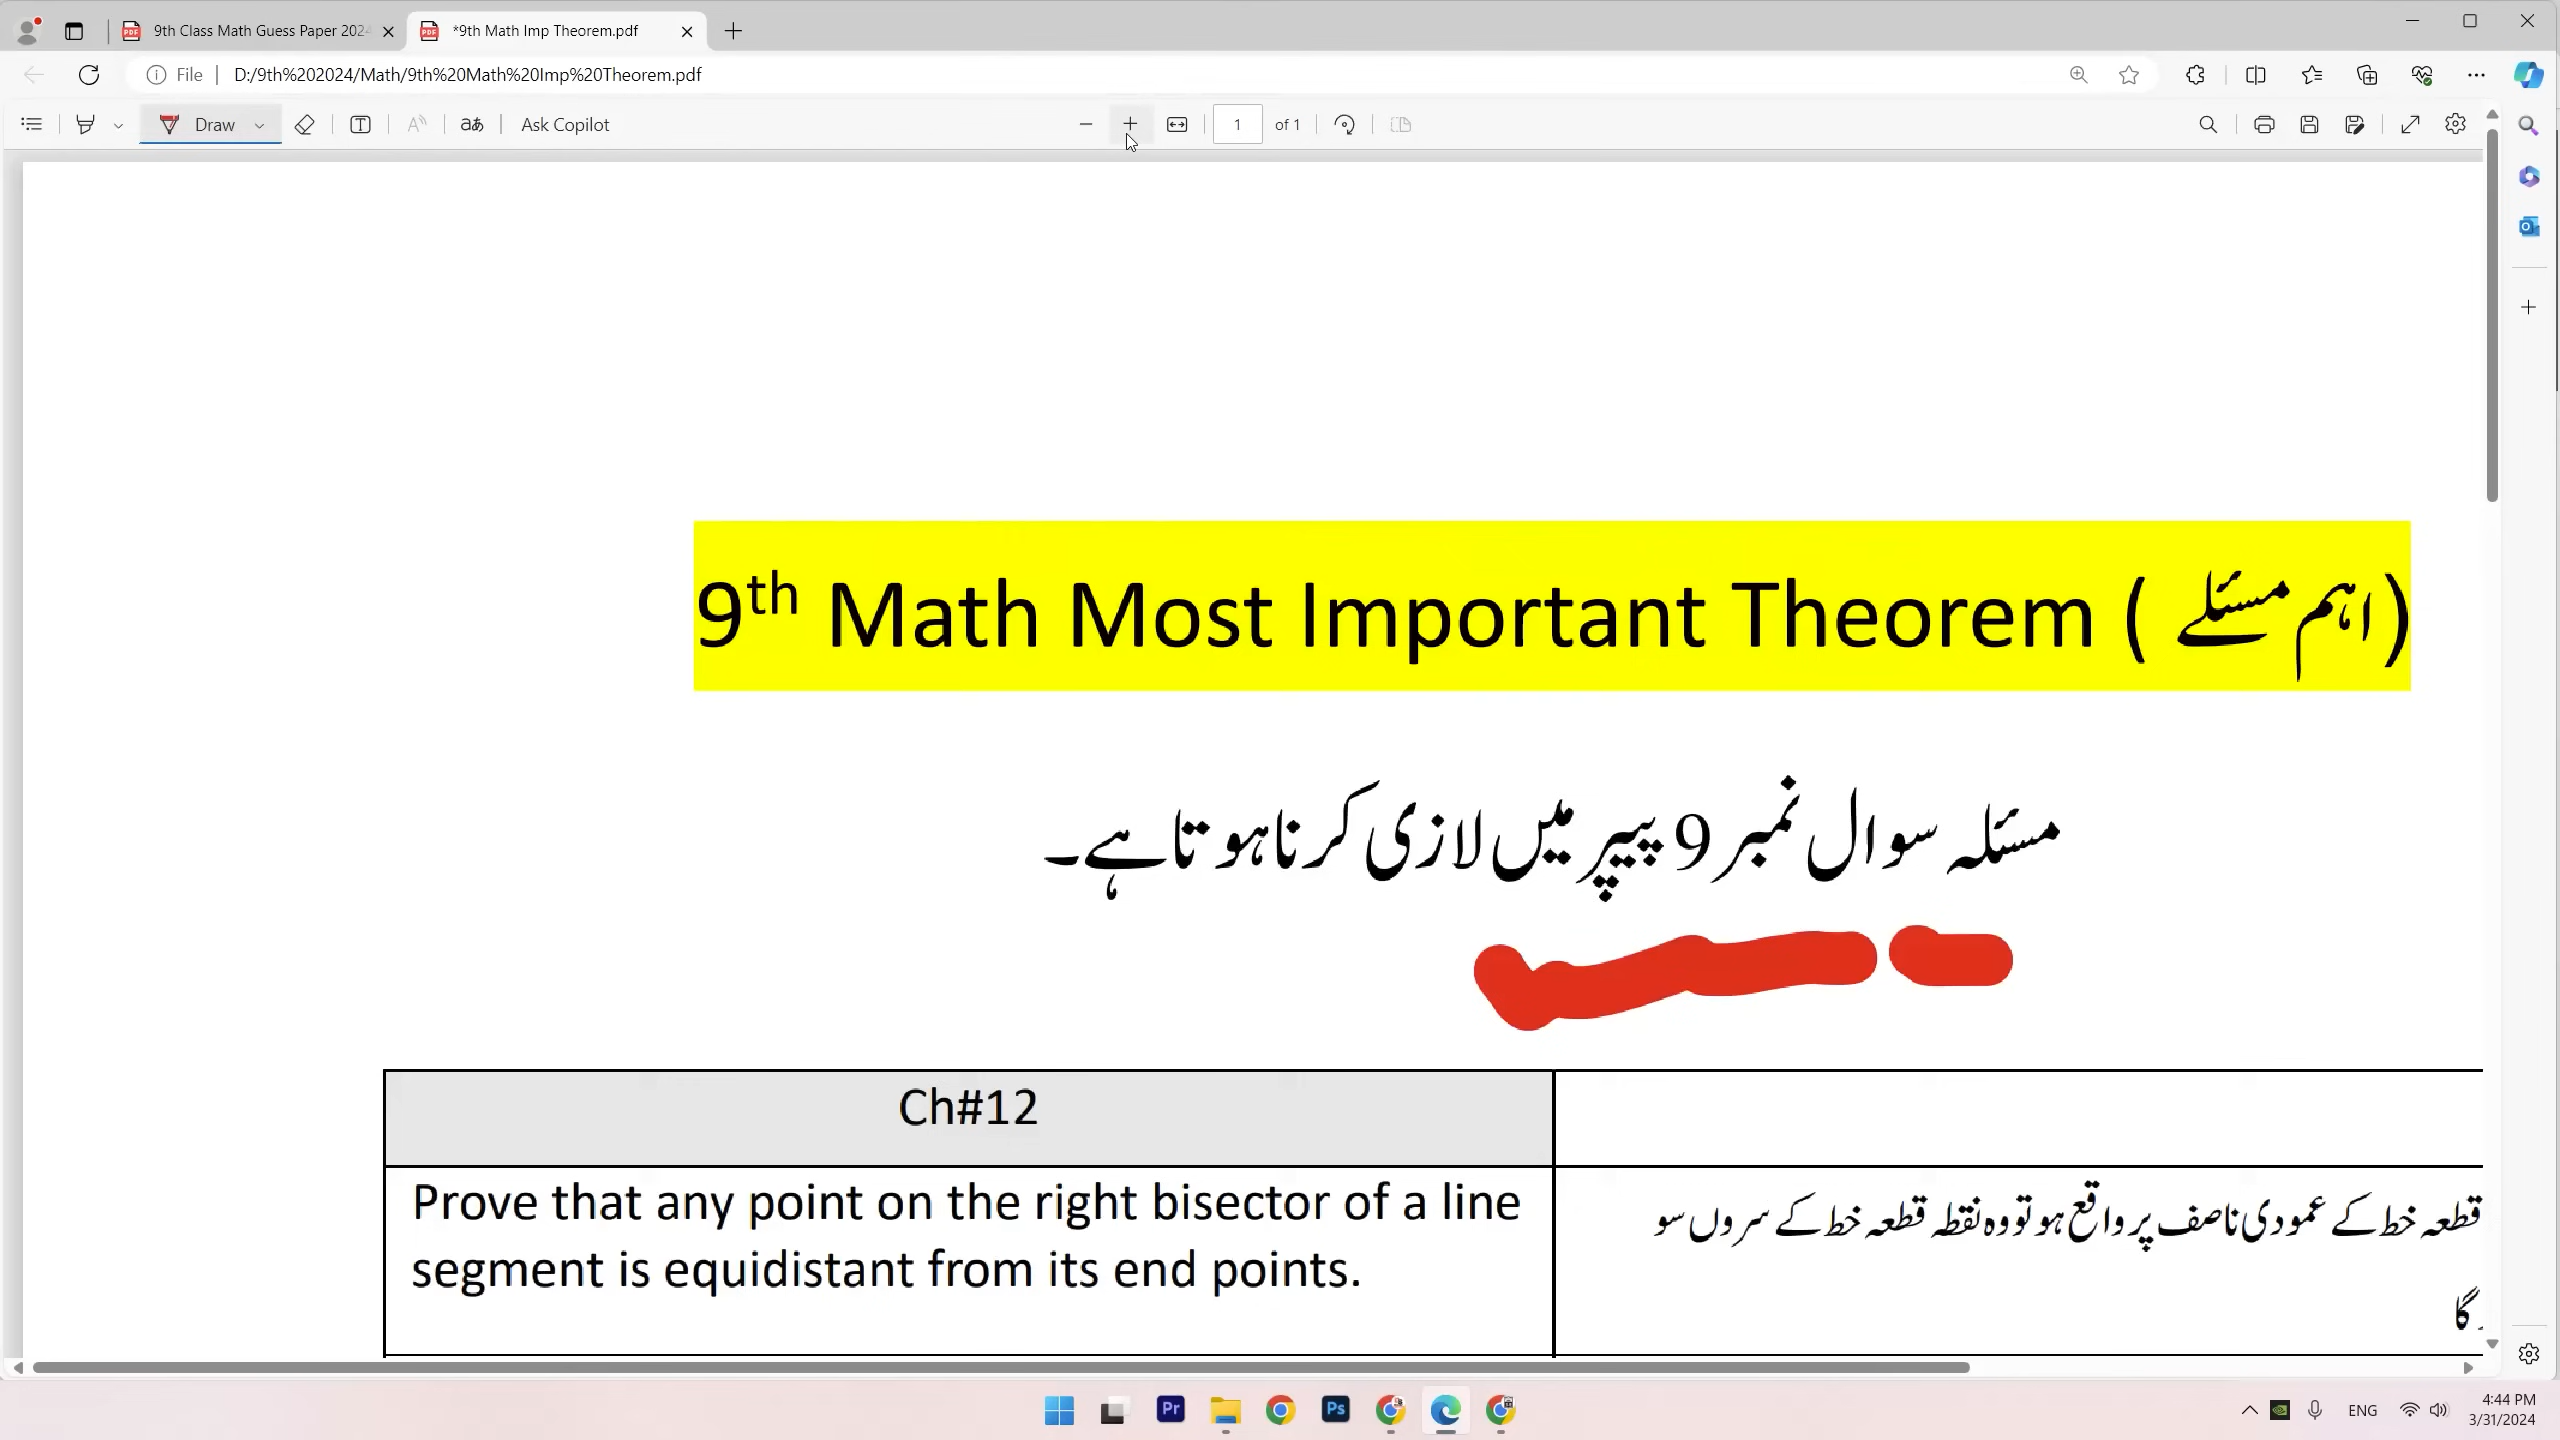 9th Class Math Guess Paper 2024
*9th Math Imp Theorem.pdf
File
D:/9th%202024/Math/9th%20Math%20Imp%20Theorem.pdf
Draw
Ask Copilot
1 of 1
9th Math Most Important Theorem (اہم مسئلے)
مسئلہ سوال نمبر 9 پیپر میں لازی کرنا ہوتا ہے۔
Ch#12
Prove that any point on the right bisector of a line
segment is equidistant from its end points.
قطعہ خط کے عمودی ناصف پر واقع ہو تو وہ نقطہ قطعہ خط کے سروں سو
گا
ENG
4:44 PM
3/31/2024